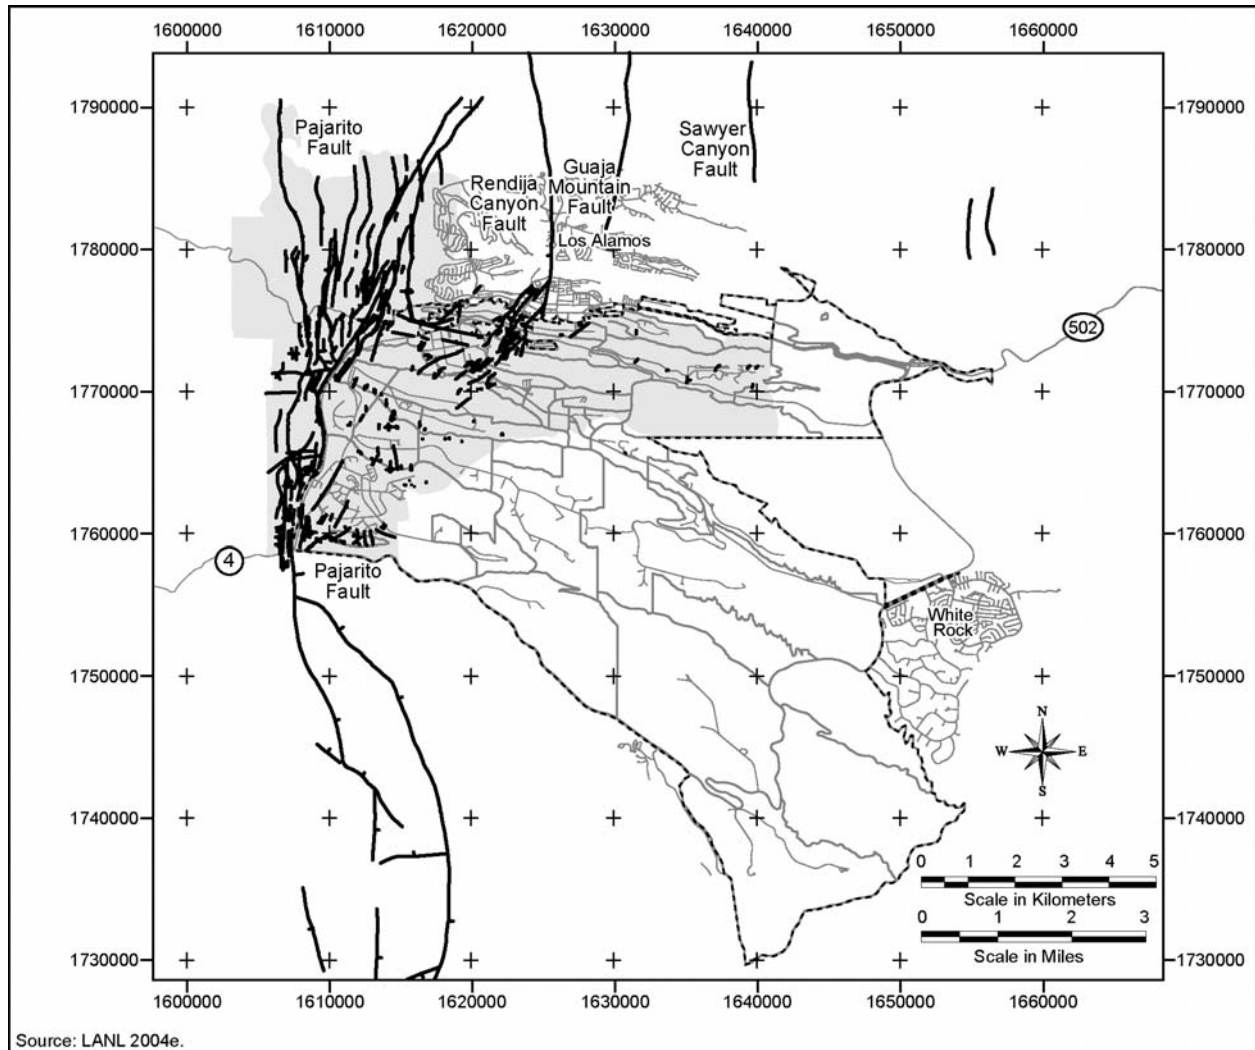 1600000 1610000 1620000 1630000 1640000 1650000 1660000
1790000 1790000
Pajarito
Fault
Sawyer
Canyon
Fault
Guaja
Mountain
Fault
Rendija
Canyon
Fault
Los Alamos
1780000 1780000
502
1770000 1770000
1760000 1760000
4
Pajarito
Fault
White
Rock
1750000 1750000
N
W E
S
1740000 1740000
0 1 2 3 4 5
Scale in Kilometers
0 1 2 3
Scale in Miles
1730000 1730000
1600000 1610000 1620000 1630000 1640000 1650000 1660000
Source: LANL 2004e.